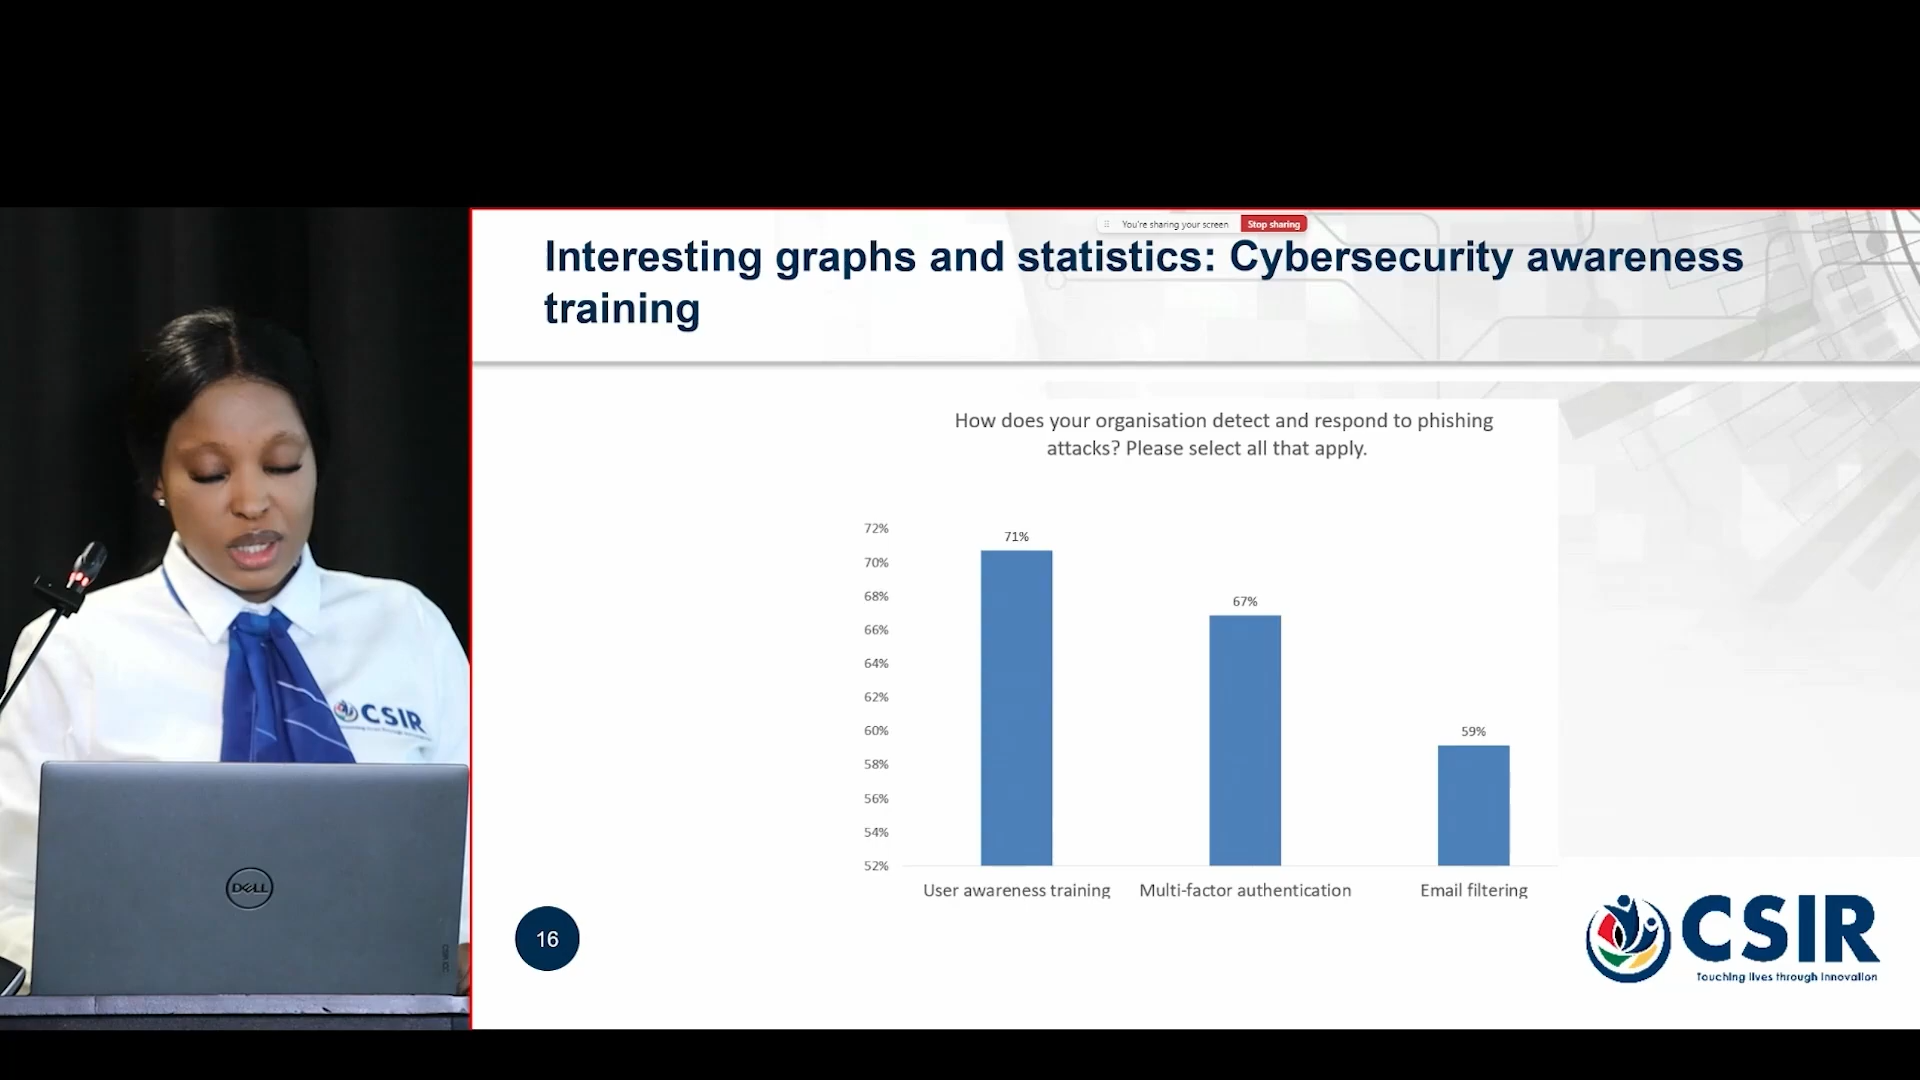 You're sharing your screen
Stop sharing
Interesting graphs and statistics: Cybersecurity awareness
training
How does your organisation detect and respond to phishing
attacks? Please select all that apply.
72%
70%
68%
66%
64%
62%
60%
58%
56%
54%
52%
71%
67%
59%
User awareness training
Multi-factor authentication
Email filtering
16
CSIR
Touching lives through innovation
CSIR
DELL